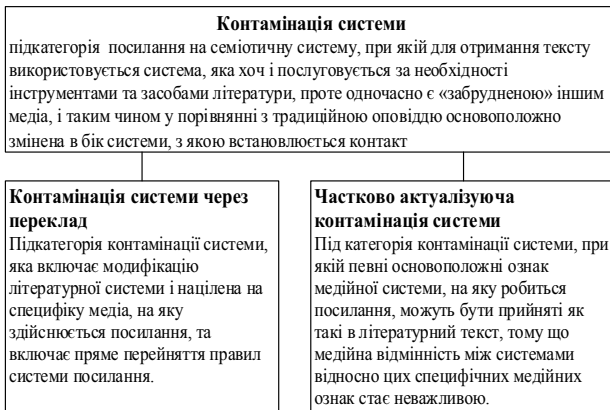 Контамінація системи
підкатегорія посилання на семіотичну систему, при якій для отримання тексту
використовується система, яка хоч і послуговується за необхідності
інструментами та засобами літератури, проте одночасно є «забрудненою» іншим
медіа, і таким чином у порівнянні з традиційною оповіддю основоположно
змінена в бік системи, з якою встановлюється контакт
Контамінація системи через
переклад
Підкатегорія контамінації системи,
яка включає модифікацію
літературної системи і націлена на
специфіку медіа, на яку
здійснюється посилання, та
включає пряме перейняття правил
системи посилання.
Частково актуалізуюча
контамінація системи
Під категорія контамінації системи, при
якій певні основоположні ознак
медійної системи, на яку робиться
посилання, можуть бути прийняті як
такі в літературний текст, тому що
медійна відмінність між системами
відносно цих специфічних медійних
ознак стає неважливою.